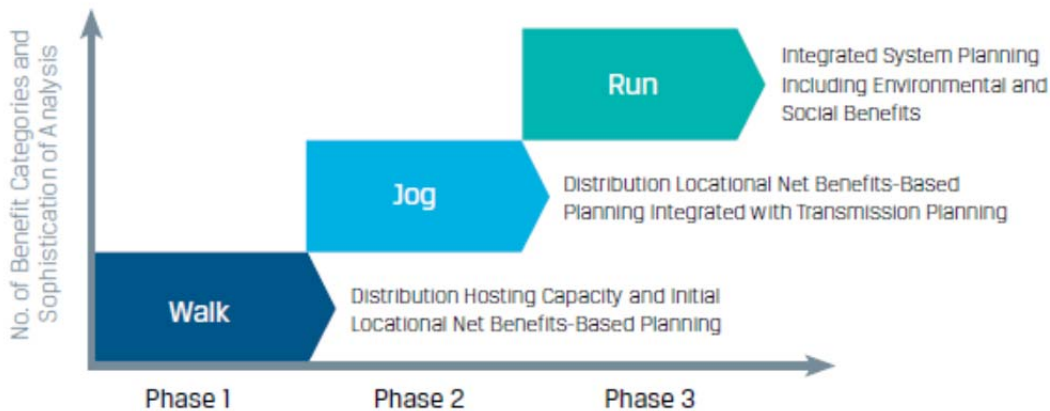 No. of Benefit Categories and
Sophistication of Analysis
Run
Integrated System Planning
Including Environmental and
Social Benefits
Jog
Distribution Locational Net Benefits-Based
Planning Integrated with Transmission Planning
Walk
Distribution Hosting Capacity and Initial
Locational Net Benefits-Based Planning
Phase 1
Phase 2
Phase 3